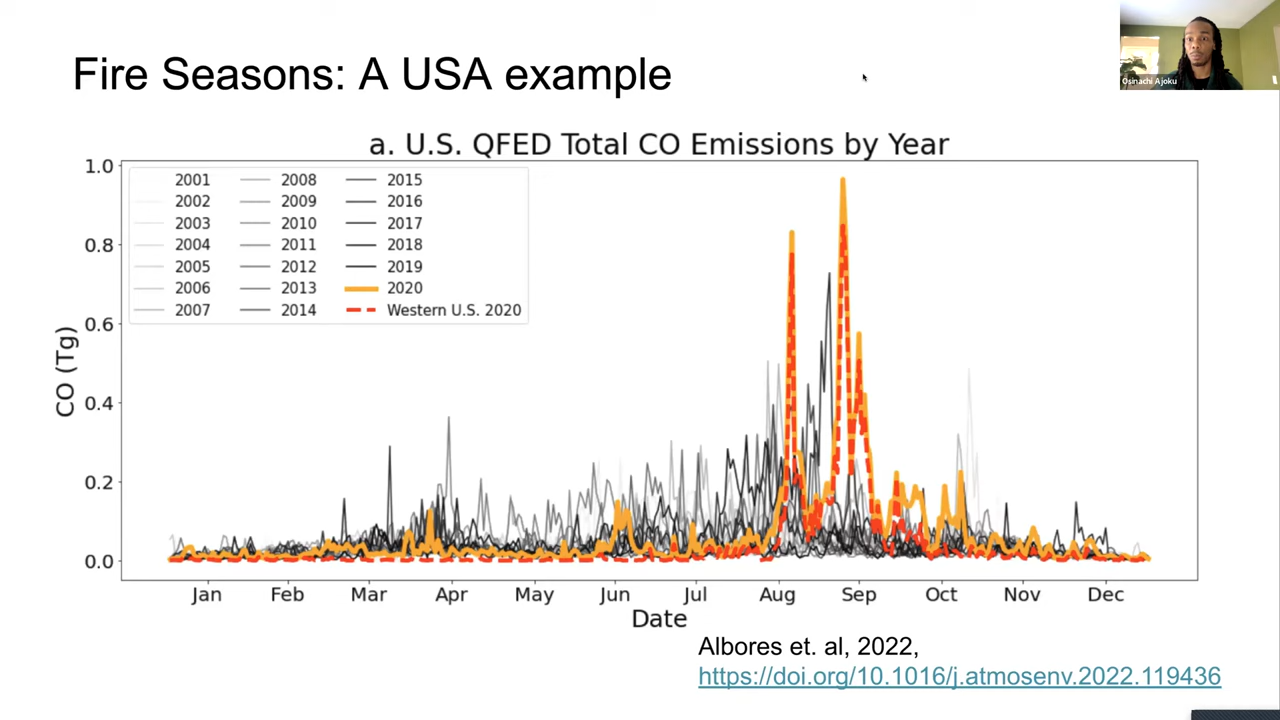 Fire Seasons: A USA example
Osinachi Ajoku
a. U.S. QFED Total CO Emissions by Year
1.0
0.8
0.6
0.4
0.2
0.0
CO (Tg)
2001 2008 2015
2002 2009 2016
2003 2010 2017
2004 2011 2018
2005 2012 2019
2006 2013 2020
2007 2014 Western U.S. 2020
Jan Feb Mar Apr May Jun Jul Aug Sep Oct Nov Dec
Date
Albores et. al, 2022,
https://doi.org/10.1016/j.atmosenv.2022.119436